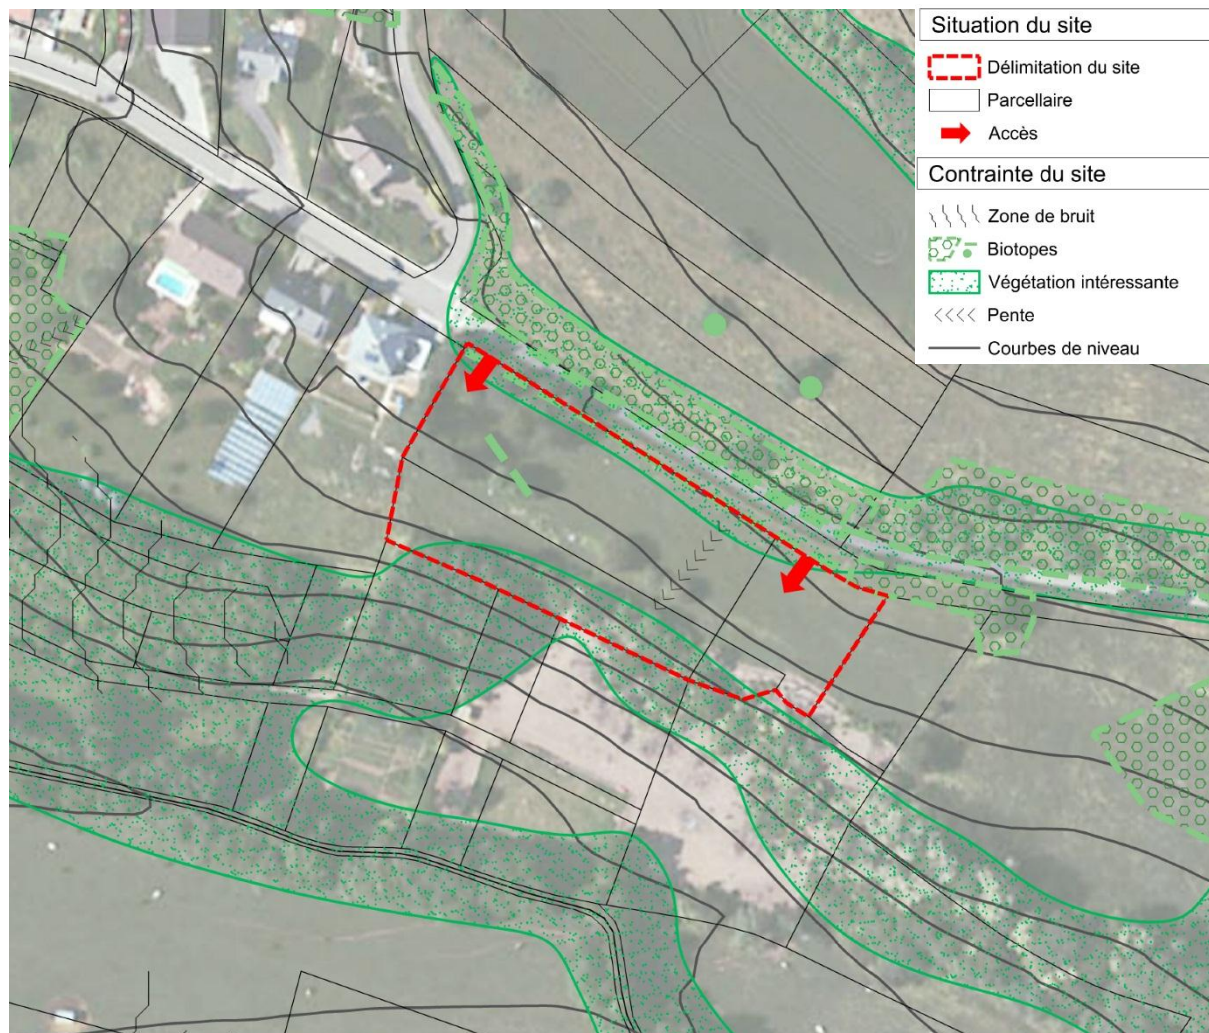 Situation du site
Délimitation du site
Parcellaire
Accès
Contrainte du site
Zone de bruit
Biotopes
Végétation intéressante
Pente
Courbes de niveau